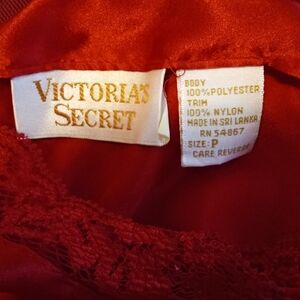 VICTORIA'S
SECRET
BODY
100% POLYESTER
TRIM
100% NYLON
MADE IN SRI LANKA
RN 54867
SIZE: P
CARE REVERSE